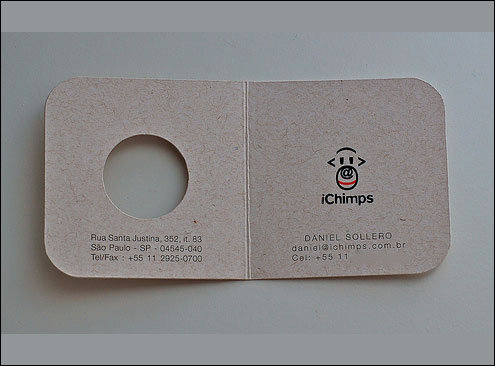 Rua Santa Justina, 352, it. 83
São Paulo - SP - 04545-040
Tel/Fax : +55 11 2925-0700
iChimps
DANIEL SOLLERO
daniel@ichimps.com.br
Cel: +55 11